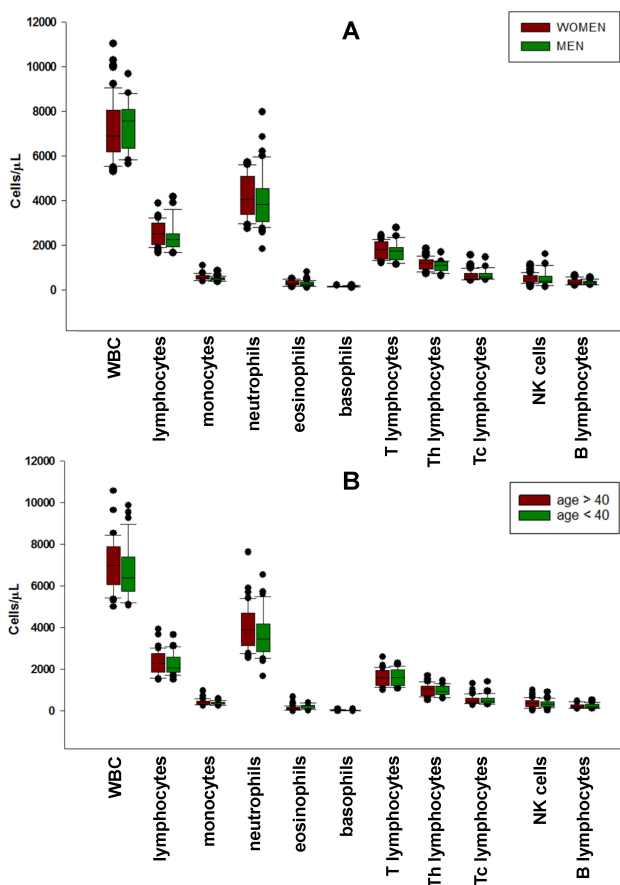 A
WOMEN
MEN
12000
10000
8000
6000
4000
2000
0
Cells/μL
WBC
lymphocytes
monocytes
neutrophils
eosinophils
basophils
T lymphocytes
Th lymphocytes
Tc lymphocytes
NK cells
B lymphocytes
B
age > 40
age < 40
12000
10000
8000
6000
4000
2000
0
Cells/μL
WBC
lymphocytes
monocytes
neutrophils
eosinophils
basophils
T lymphocytes
Th lymphocytes
Tc lymphocytes
NK cells
B lymphocytes